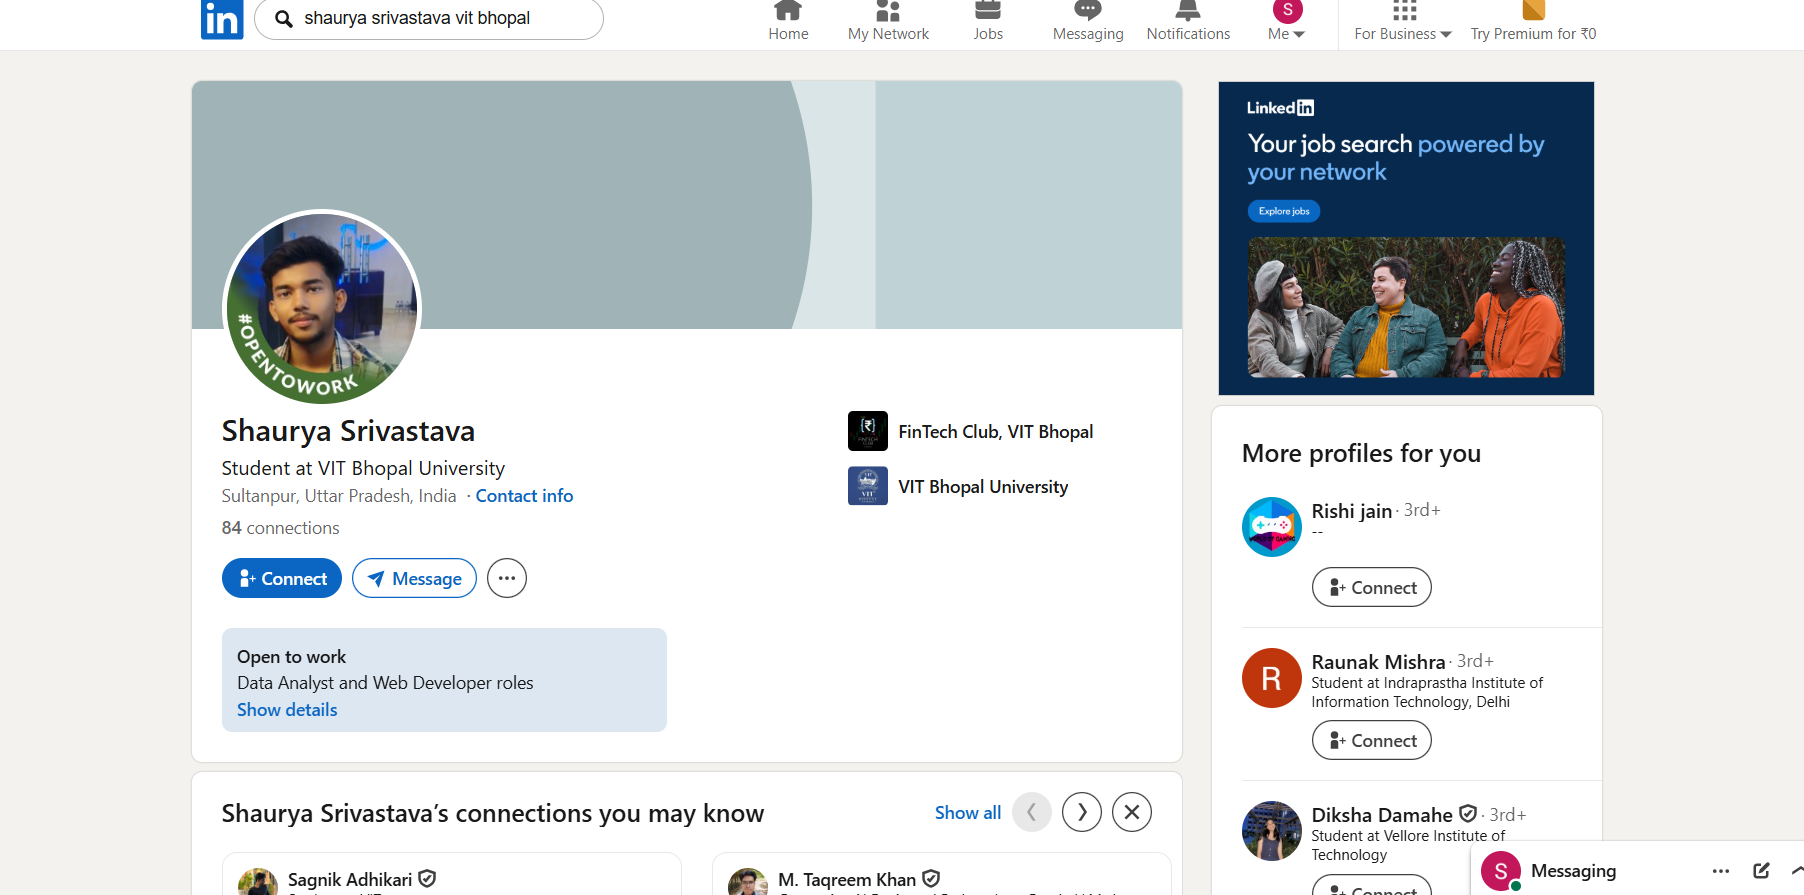 in
shaurya srivastava vit bhopal
Home
My Network
Jobs
Messaging
Notifications
S
Me
For Business
Try Premium for ₹0
#OPENTOWORK
Shaurya Srivastava
Student at VIT Bhopal University
Sultanpur, Uttar Pradesh, India · Contact info
84 connections
Connect
Message
FinTech Club, VIT Bhopal
VIT Bhopal University
Open to work
Data Analyst and Web Developer roles
Show details
Shaurya Srivastava's connections you may know
Show all
Sagnik Adhikari
M. Taqreem Khan
Linked in
Your job search powered by
your network
Explore jobs
More profiles for you
Rishi jain · 3rd+
--
Connect
R
Raunak Mishra · 3rd+
Student at Indraprastha Institute of
Information Technology, Delhi
Connect
Diksha Damahe · 3rd+
Student at Vellore Institute of
Technology
Connect
S
Messaging